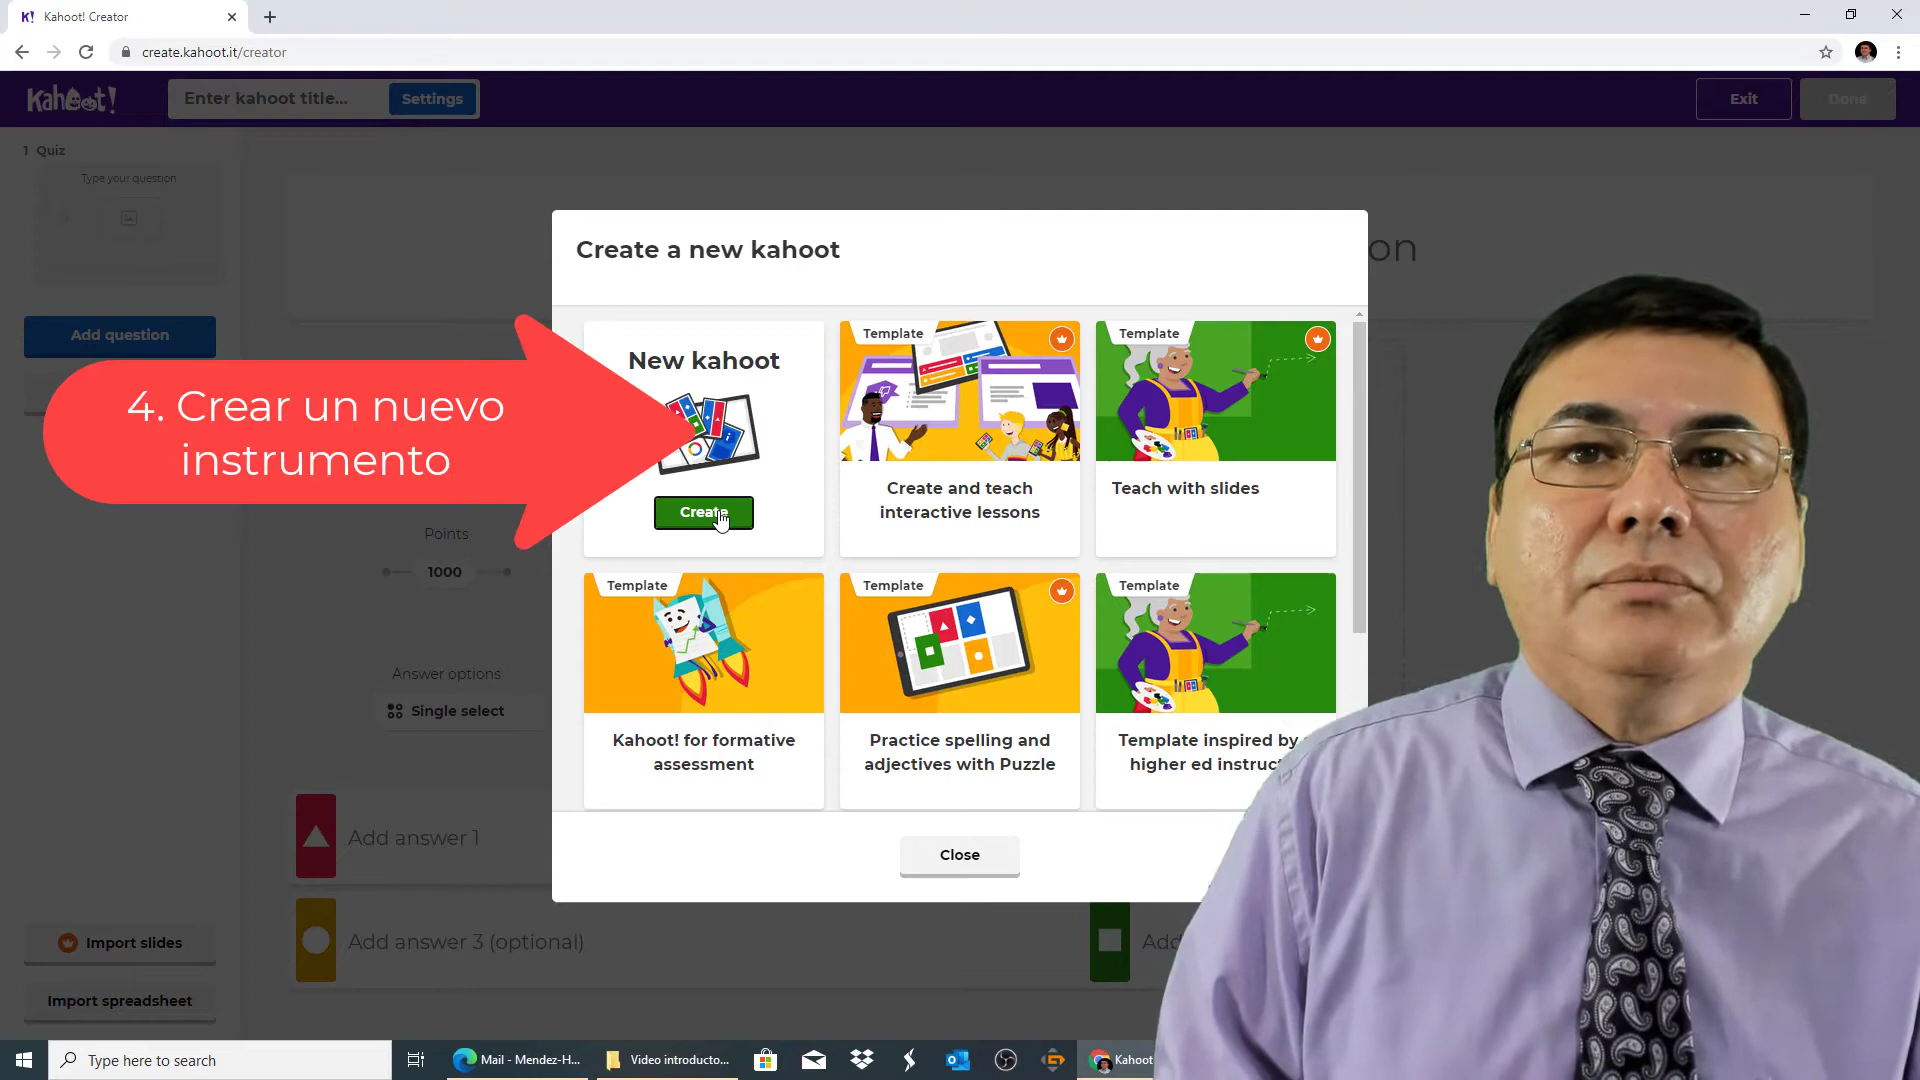 Kahoot! Creator
create.kahoot.it/creator
Kahoot!
Enter kahoot title...
Settings
Exit
Done
1 Quiz
Type your question
Add question
on
Create a new kahoot
4. Crear un nuevo
instrumento
New kahoot
Create
Template
Create and teach
interactive lessons
Template
Teach with slides
Points
1000
Answer options
Single select
Template
Kahoot! for formative
assessment
Template
Practice spelling and
adjectives with Puzzle
Template
Template inspired by
higher ed instruc
Close
Add answer 1
Add answer 3 (optional)
Add
Import slides
Import spreadsheet
Type here to search
Mail - Mendez-H...
Video introducto...
Kahoot